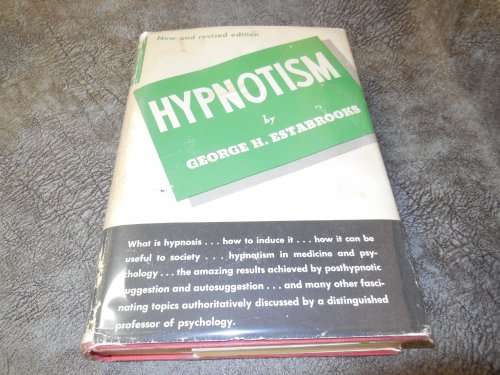 New and revised edition
HYPNOTISM
by
GEORGE H. ESTABROOKS
What is hypnosis . . . how to induce it . . . how it can be
useful to society . . . hypnotism in medicine and psy-
chology . . . the amazing results achieved by posthypnotic
suggestion and autosuggestion . . . and many other fasci-
nating topics authoritatively discussed by a distinguished
professor of psychology.